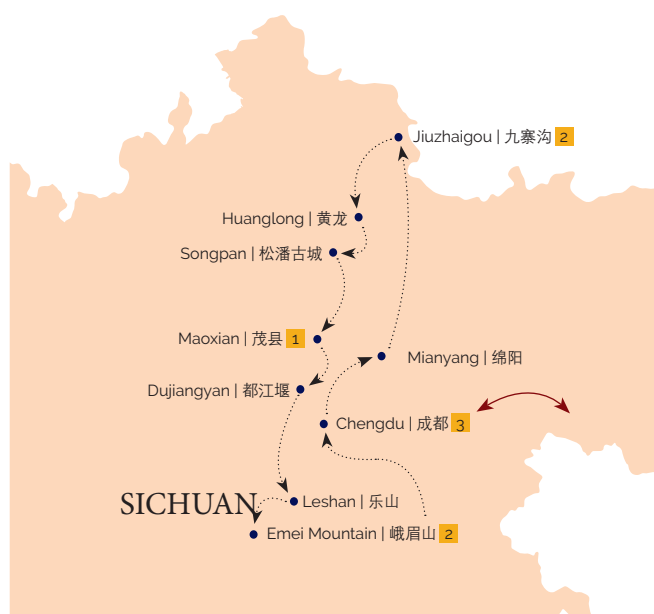 Jiuzhaigou | 九寨沟 2
Huanglong | 黄龙
Songpan | 松潘古城
Maoxian | 茂县 1
Mianyang | 绵阳
Dujiangyan | 都江堰
Chengdu | 成都 3
SICHUAN
Leshan | 乐山
Emei Mountain | 峨眉山 2